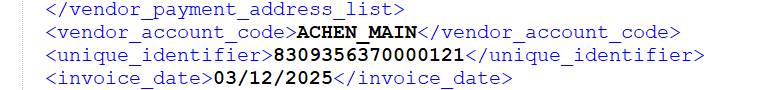 </vendor_payment_address_list>
<vendor_account_code>ACHEN_MAIN</vendor_account_code>
<unique_identifier>8309356370000121</unique_identifier>
<invoice_date>03/12/2025</invoice_date>